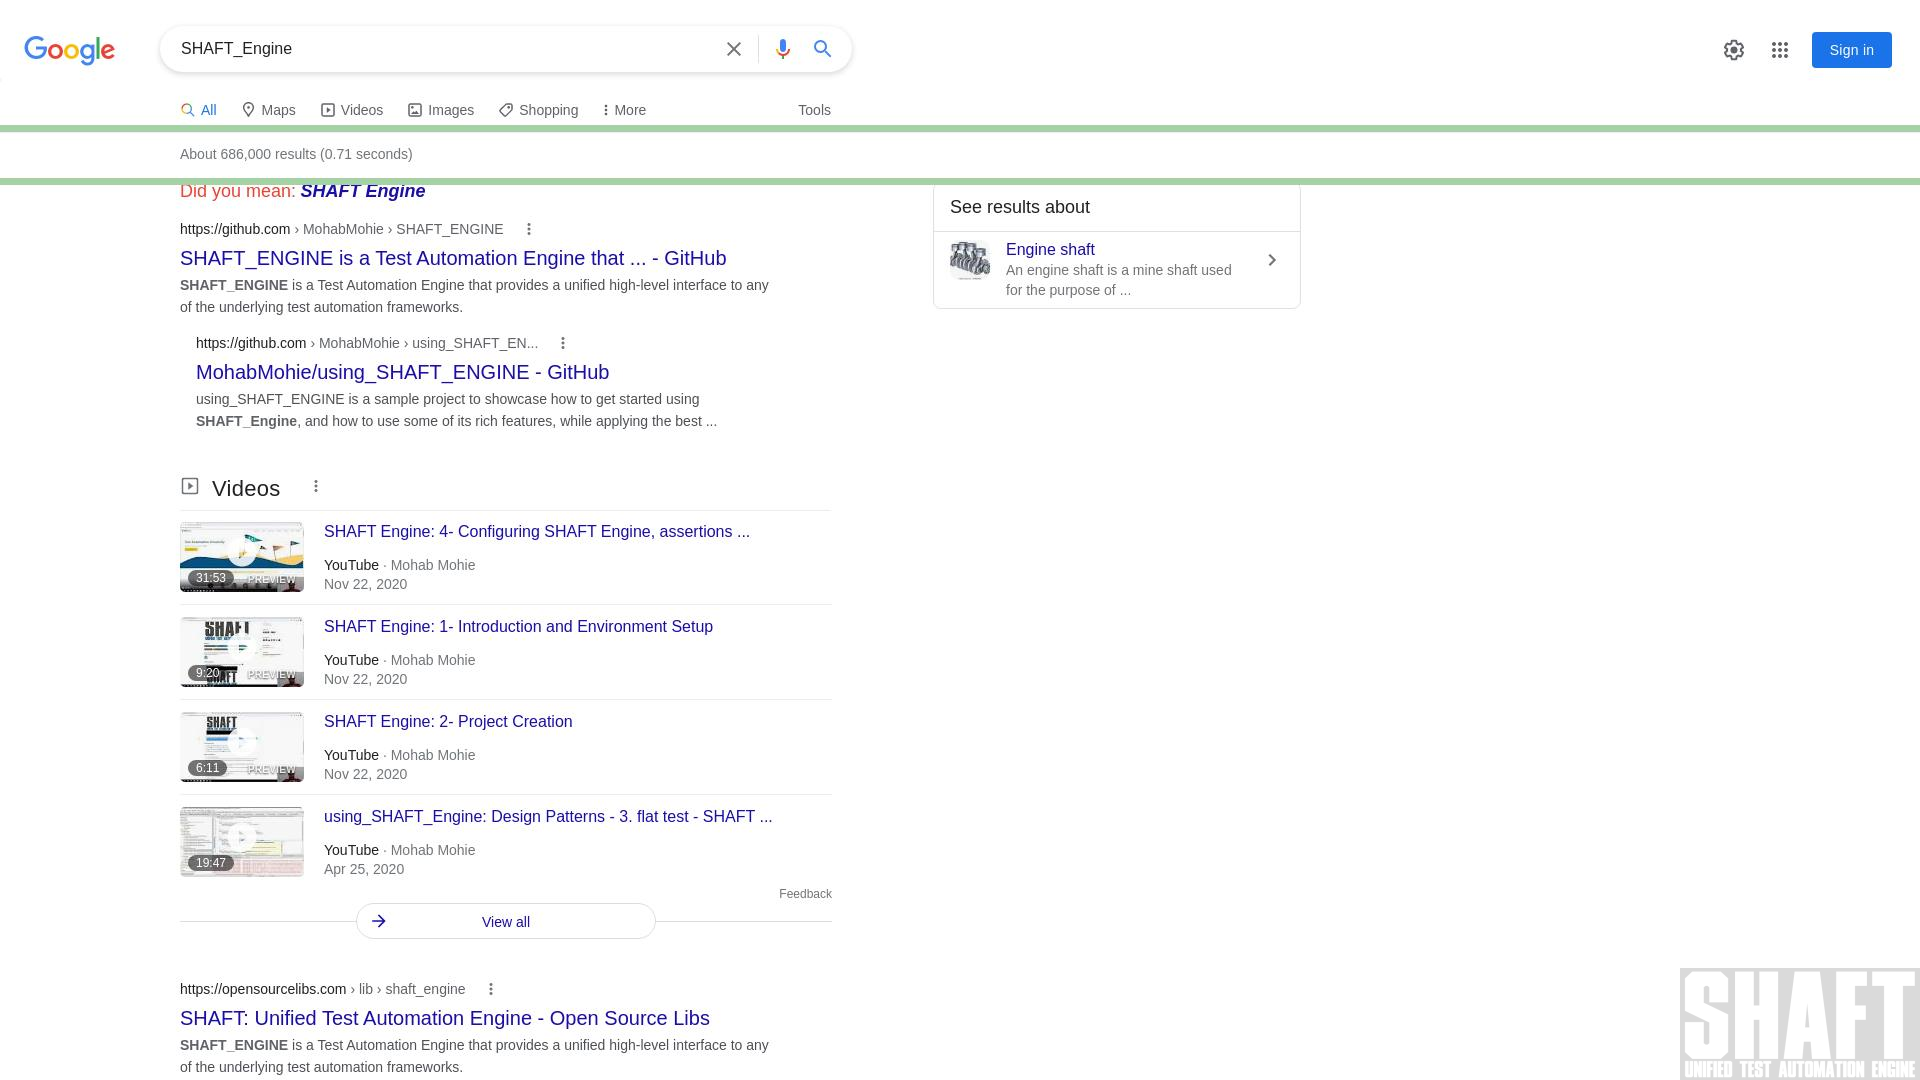 Google
SHAFT_Engine
Sign in
All
Maps
Videos
Images
Shopping
More
Tools
About 686,000 results (0.71 seconds)
Did you mean: SHAFT Engine
https://github.com › MohabMohie › SHAFT_ENGINE
SHAFT_ENGINE is a Test Automation Engine that ... - GitHub
SHAFT_ENGINE is a Test Automation Engine that provides a unified high-level interface to any
of the underlying test automation frameworks.
https://github.com › MohabMohie › using_SHAFT_EN...
MohabMohie/using_SHAFT_ENGINE - GitHub
using_SHAFT_ENGINE is a sample project to showcase how to get started using
SHAFT_Engine, and how to use some of its rich features, while applying the best ...
See results about
Engine shaft
An engine shaft is a mine shaft used
for the purpose of ...
Videos
SHAFT Engine: 4- Configuring SHAFT Engine, assertions ...
YouTube · Mohab Mohie
Nov 22, 2020
31:53
PREVIEW
SHAFT Engine: 1- Introduction and Environment Setup
YouTube · Mohab Mohie
Nov 22, 2020
SHAFT
9:20
PREVIEW
SHAFT Engine: 2- Project Creation
YouTube · Mohab Mohie
Nov 22, 2020
SHAFT
6:11
PREVIEW
using_SHAFT_Engine: Design Patterns - 3. flat test - SHAFT ...
YouTube · Mohab Mohie
Apr 25, 2020
19:47
Feedback
View all
https://opensourcelibs.com › lib › shaft_engine
SHAFT: Unified Test Automation Engine - Open Source Libs
SHAFT_ENGINE is a Test Automation Engine that provides a unified high-level interface to any
of the underlying test automation frameworks.
SHAFT
UNIFIED TEST AUTOMATION ENGINE